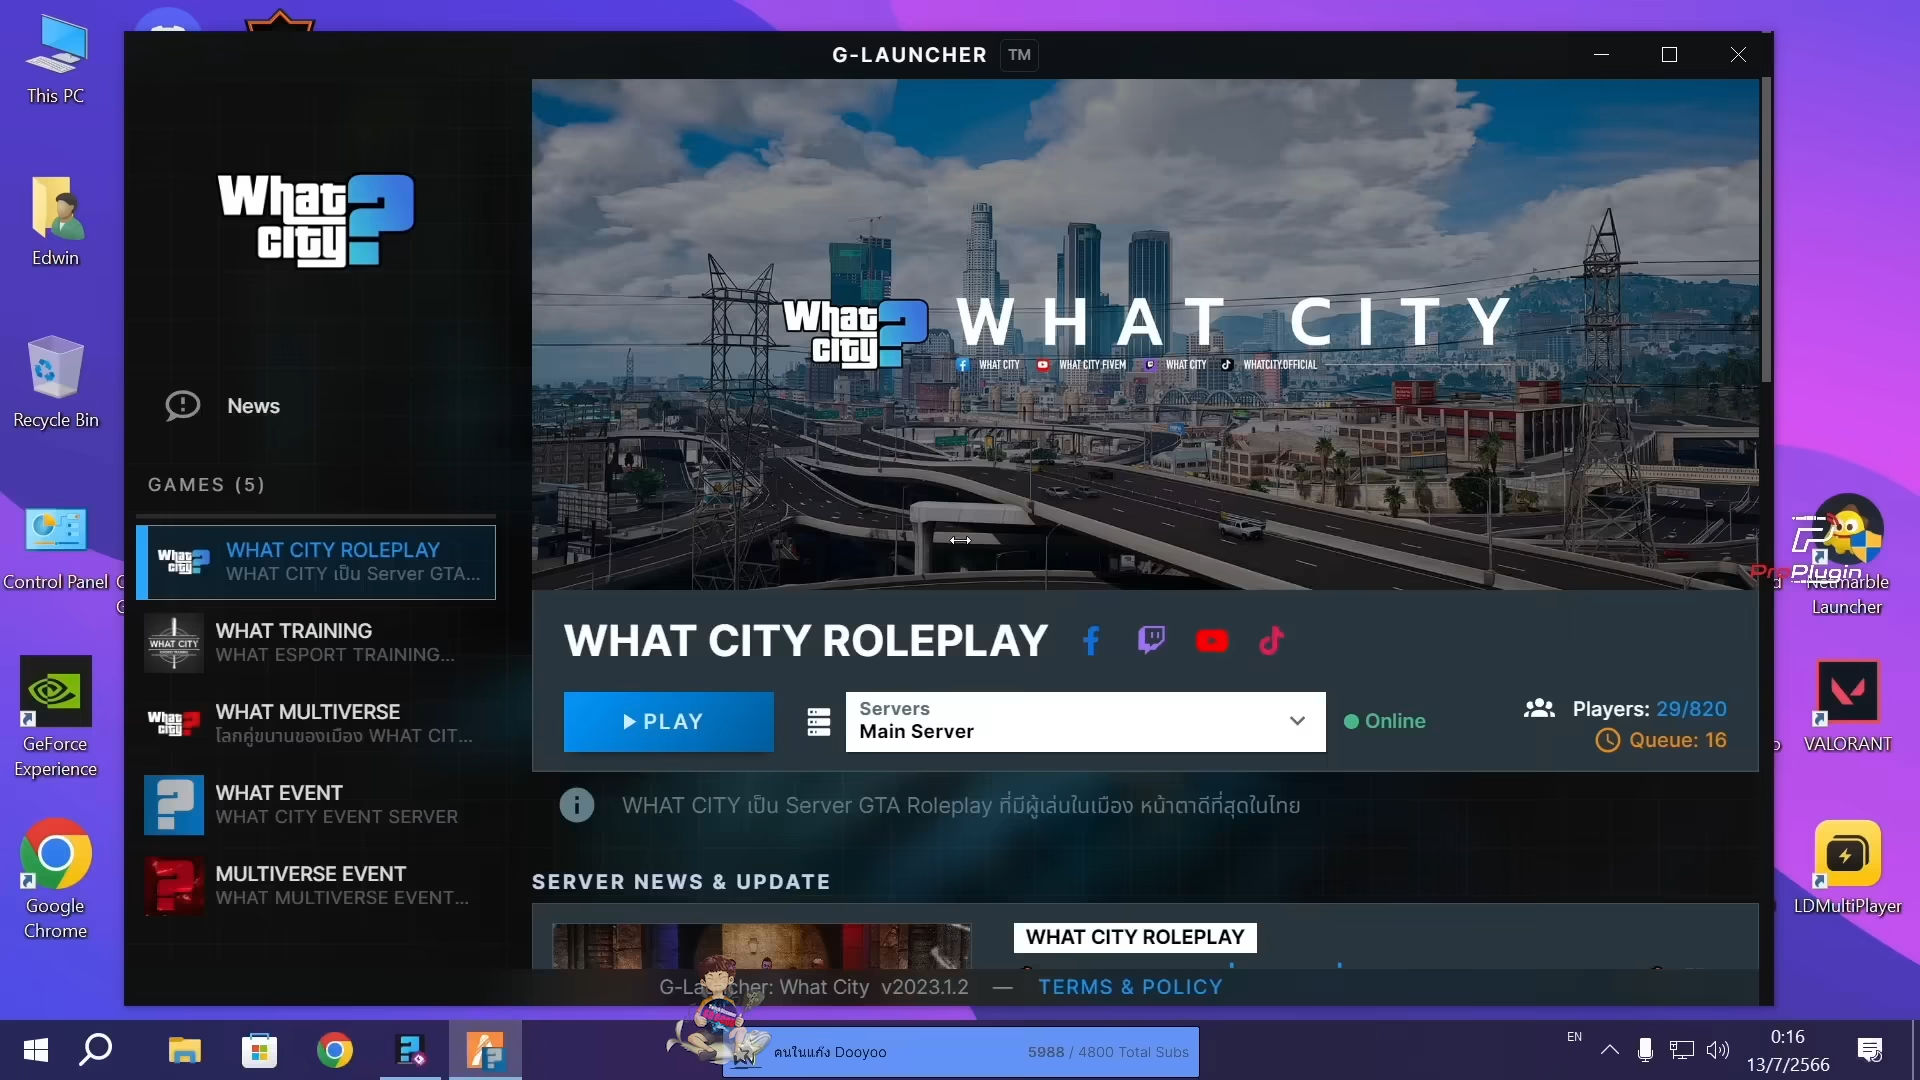 G-LAUNCHER TM
This PC
Edwin
Recycle Bin
Control Panel
GeForce
Experience
Google
Chrome
What
city?
News
GAMES (5)
WHAT CITY ROLEPLAY
WHAT CITY เป็น Server GTA...
WHAT TRAINING
WHAT ESPORT TRAINING...
WHAT MULTIVERSE
โลกคู่ขนานของเมือง WHAT CIT...
WHAT EVENT
WHAT CITY EVENT SERVER
MULTIVERSE EVENT
WHAT MULTIVERSE EVENT...
What
city?
WHAT CITY
WHAT CITY WHAT CITY FIVEM WHAT CITY WHATCITY.OFFICIAL
WHAT CITY ROLEPLAY
PLAY
Servers
Main Server
Online
Players: 29/820
Queue: 16
WHAT CITY เป็น Server GTA Roleplay ที่มีผู้เล่นในเมือง หน้าตาดีที่สุดในไทย
SERVER NEWS & UPDATE
WHAT CITY ROLEPLAY
What City v2023.1.2 — TERMS & POLICY
Plugin
Netmarble
Launcher
VALORANT
LDMultiPlayer
คนในแก๊ง Dooyoo
5988 / 4800 Total Subs
EN
0:16
13/7/2566